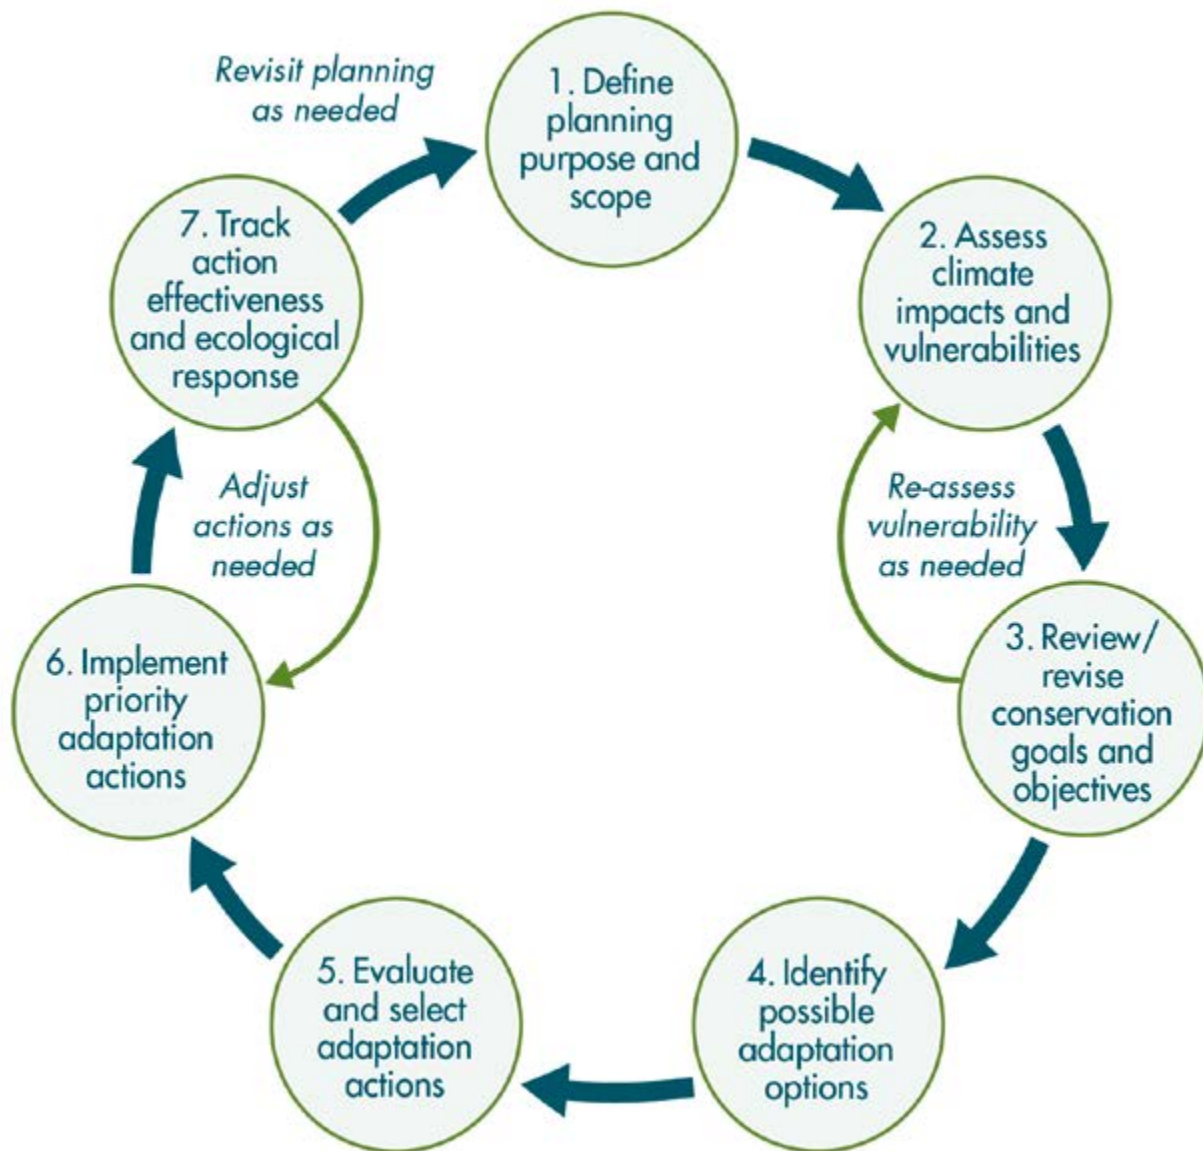 Revisit planning
as needed
1. Define
planning
purpose and
scope
2. Assess
climate
impacts and
vulnerabilities
Re-assess
vulnerability
as needed
3. Review/
revise
conservation
goals and
objectives
4. Identify
possible
adaptation
options
5. Evaluate
and select
adaptation
actions
6. Implement
priority
adaptation
actions
Adjust
actions as
needed
7. Track
action
effectiveness
and ecological
response